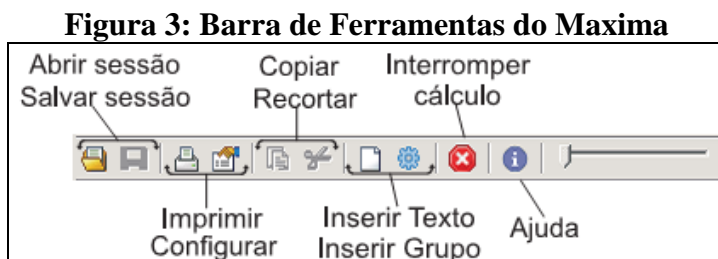 Figura 3: Barra de Ferramentas do Maxima
Abrir sessão
Salvar sessão
Copiar
Recortar
Interromper
cálculo
Imprimir
Configurar
Inserir Texto
Inserir Grupo
Ajuda